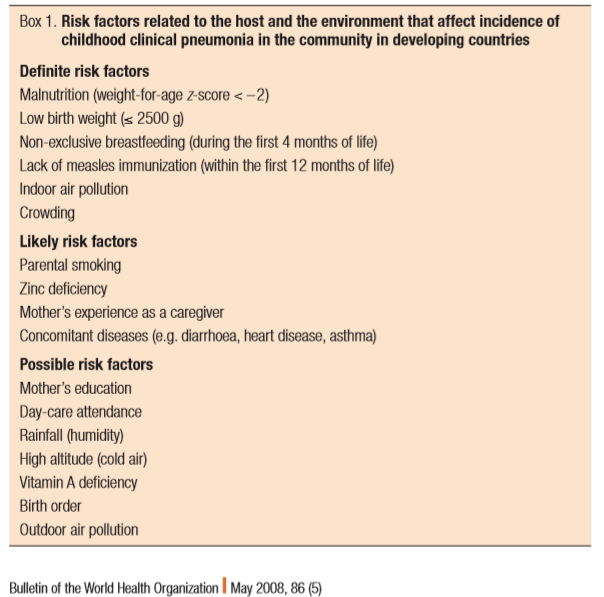 Box 1. Risk factors related to the host and the environment that affect incidence of
childhood clinical pneumonia in the community in developing countries
Definite risk factors
Malnutrition (weight-for-age z-score < −2)
Low birth weight (≤ 2500 g)
Non-exclusive breastfeeding (during the first 4 months of life)
Lack of measles immunization (within the first 12 months of life)
Indoor air pollution
Crowding
Likely risk factors
Parental smoking
Zinc deficiency
Mother's experience as a caregiver
Concomitant diseases (e.g. diarrhoea, heart disease, asthma)
Possible risk factors
Mother's education
Day-care attendance
Rainfall (humidity)
High altitude (cold air)
Vitamin A deficiency
Birth order
Outdoor air pollution
Bulletin of the World Health Organization | May 2008, 86 (5)